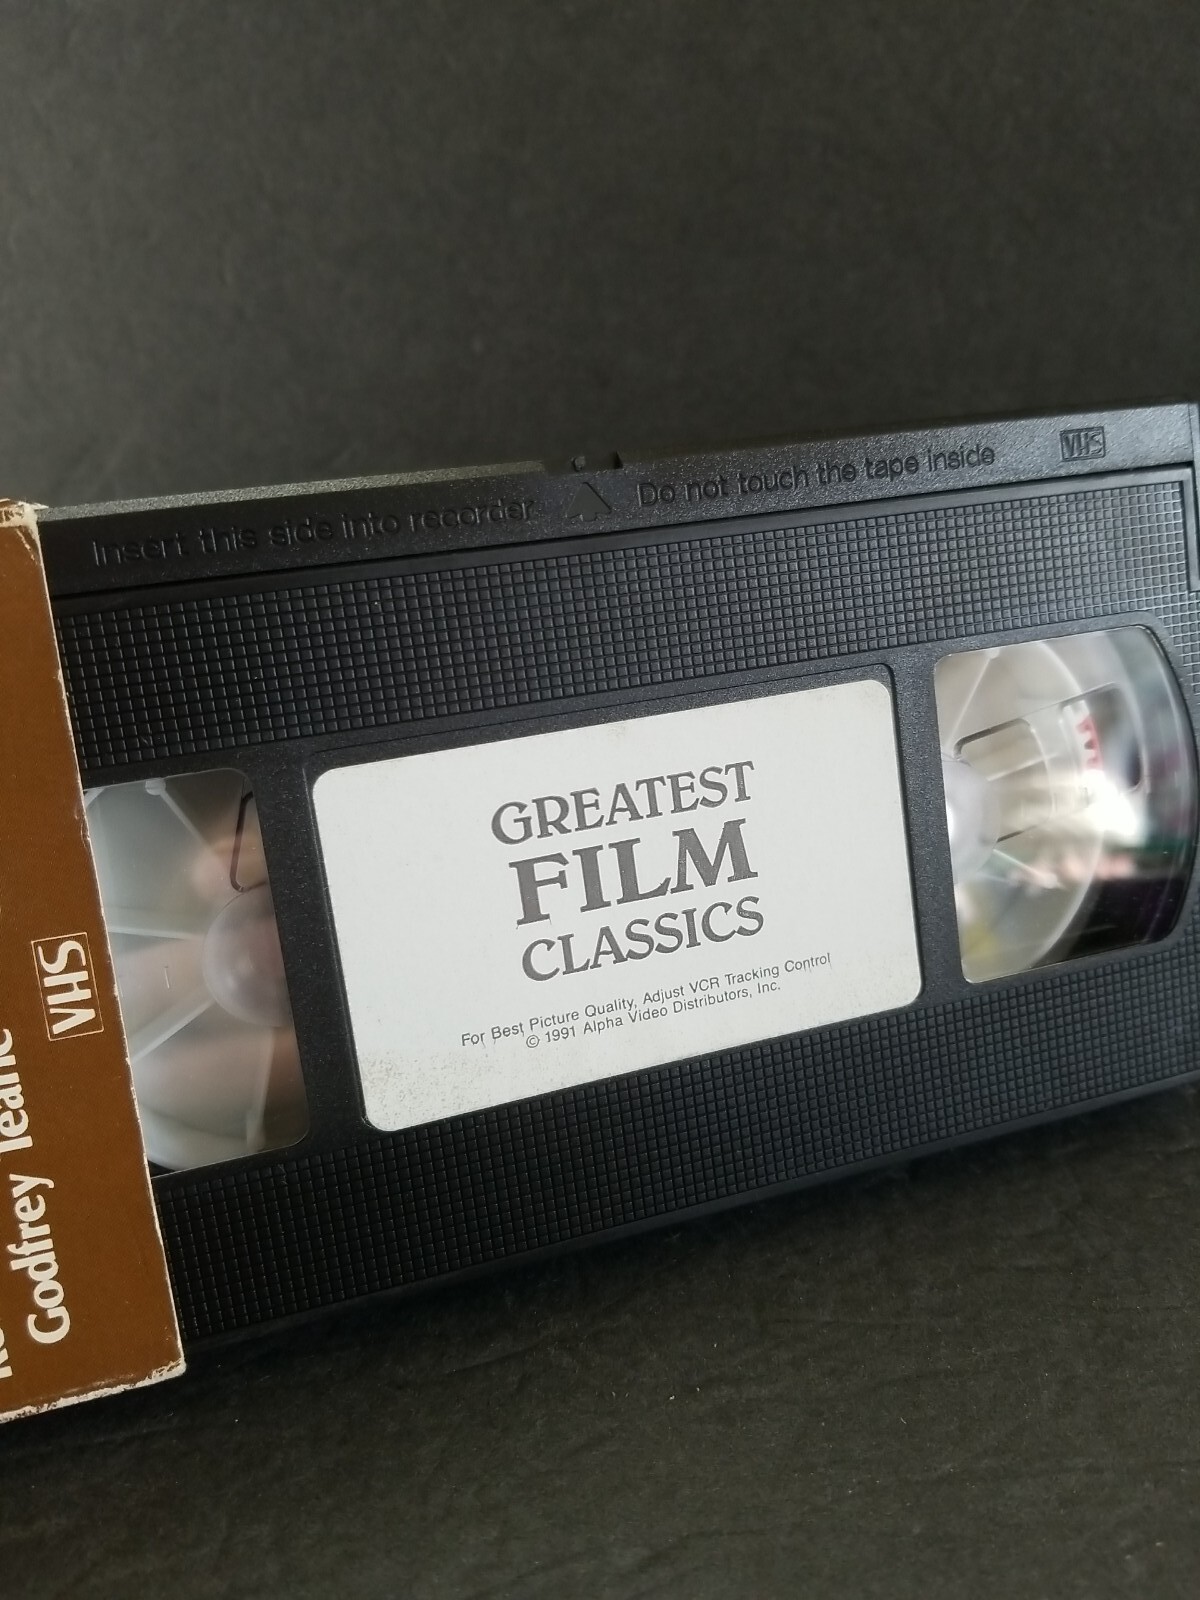 Insert this side into recorder
Do not touch the tape inside
VHS
GREATEST
FILM
CLASSICS
For Best Picture Quality, Adjust VCR Tracking Control
© 1991 Alpha Video Distributors, Inc.
VHS
Godfrey Tearle